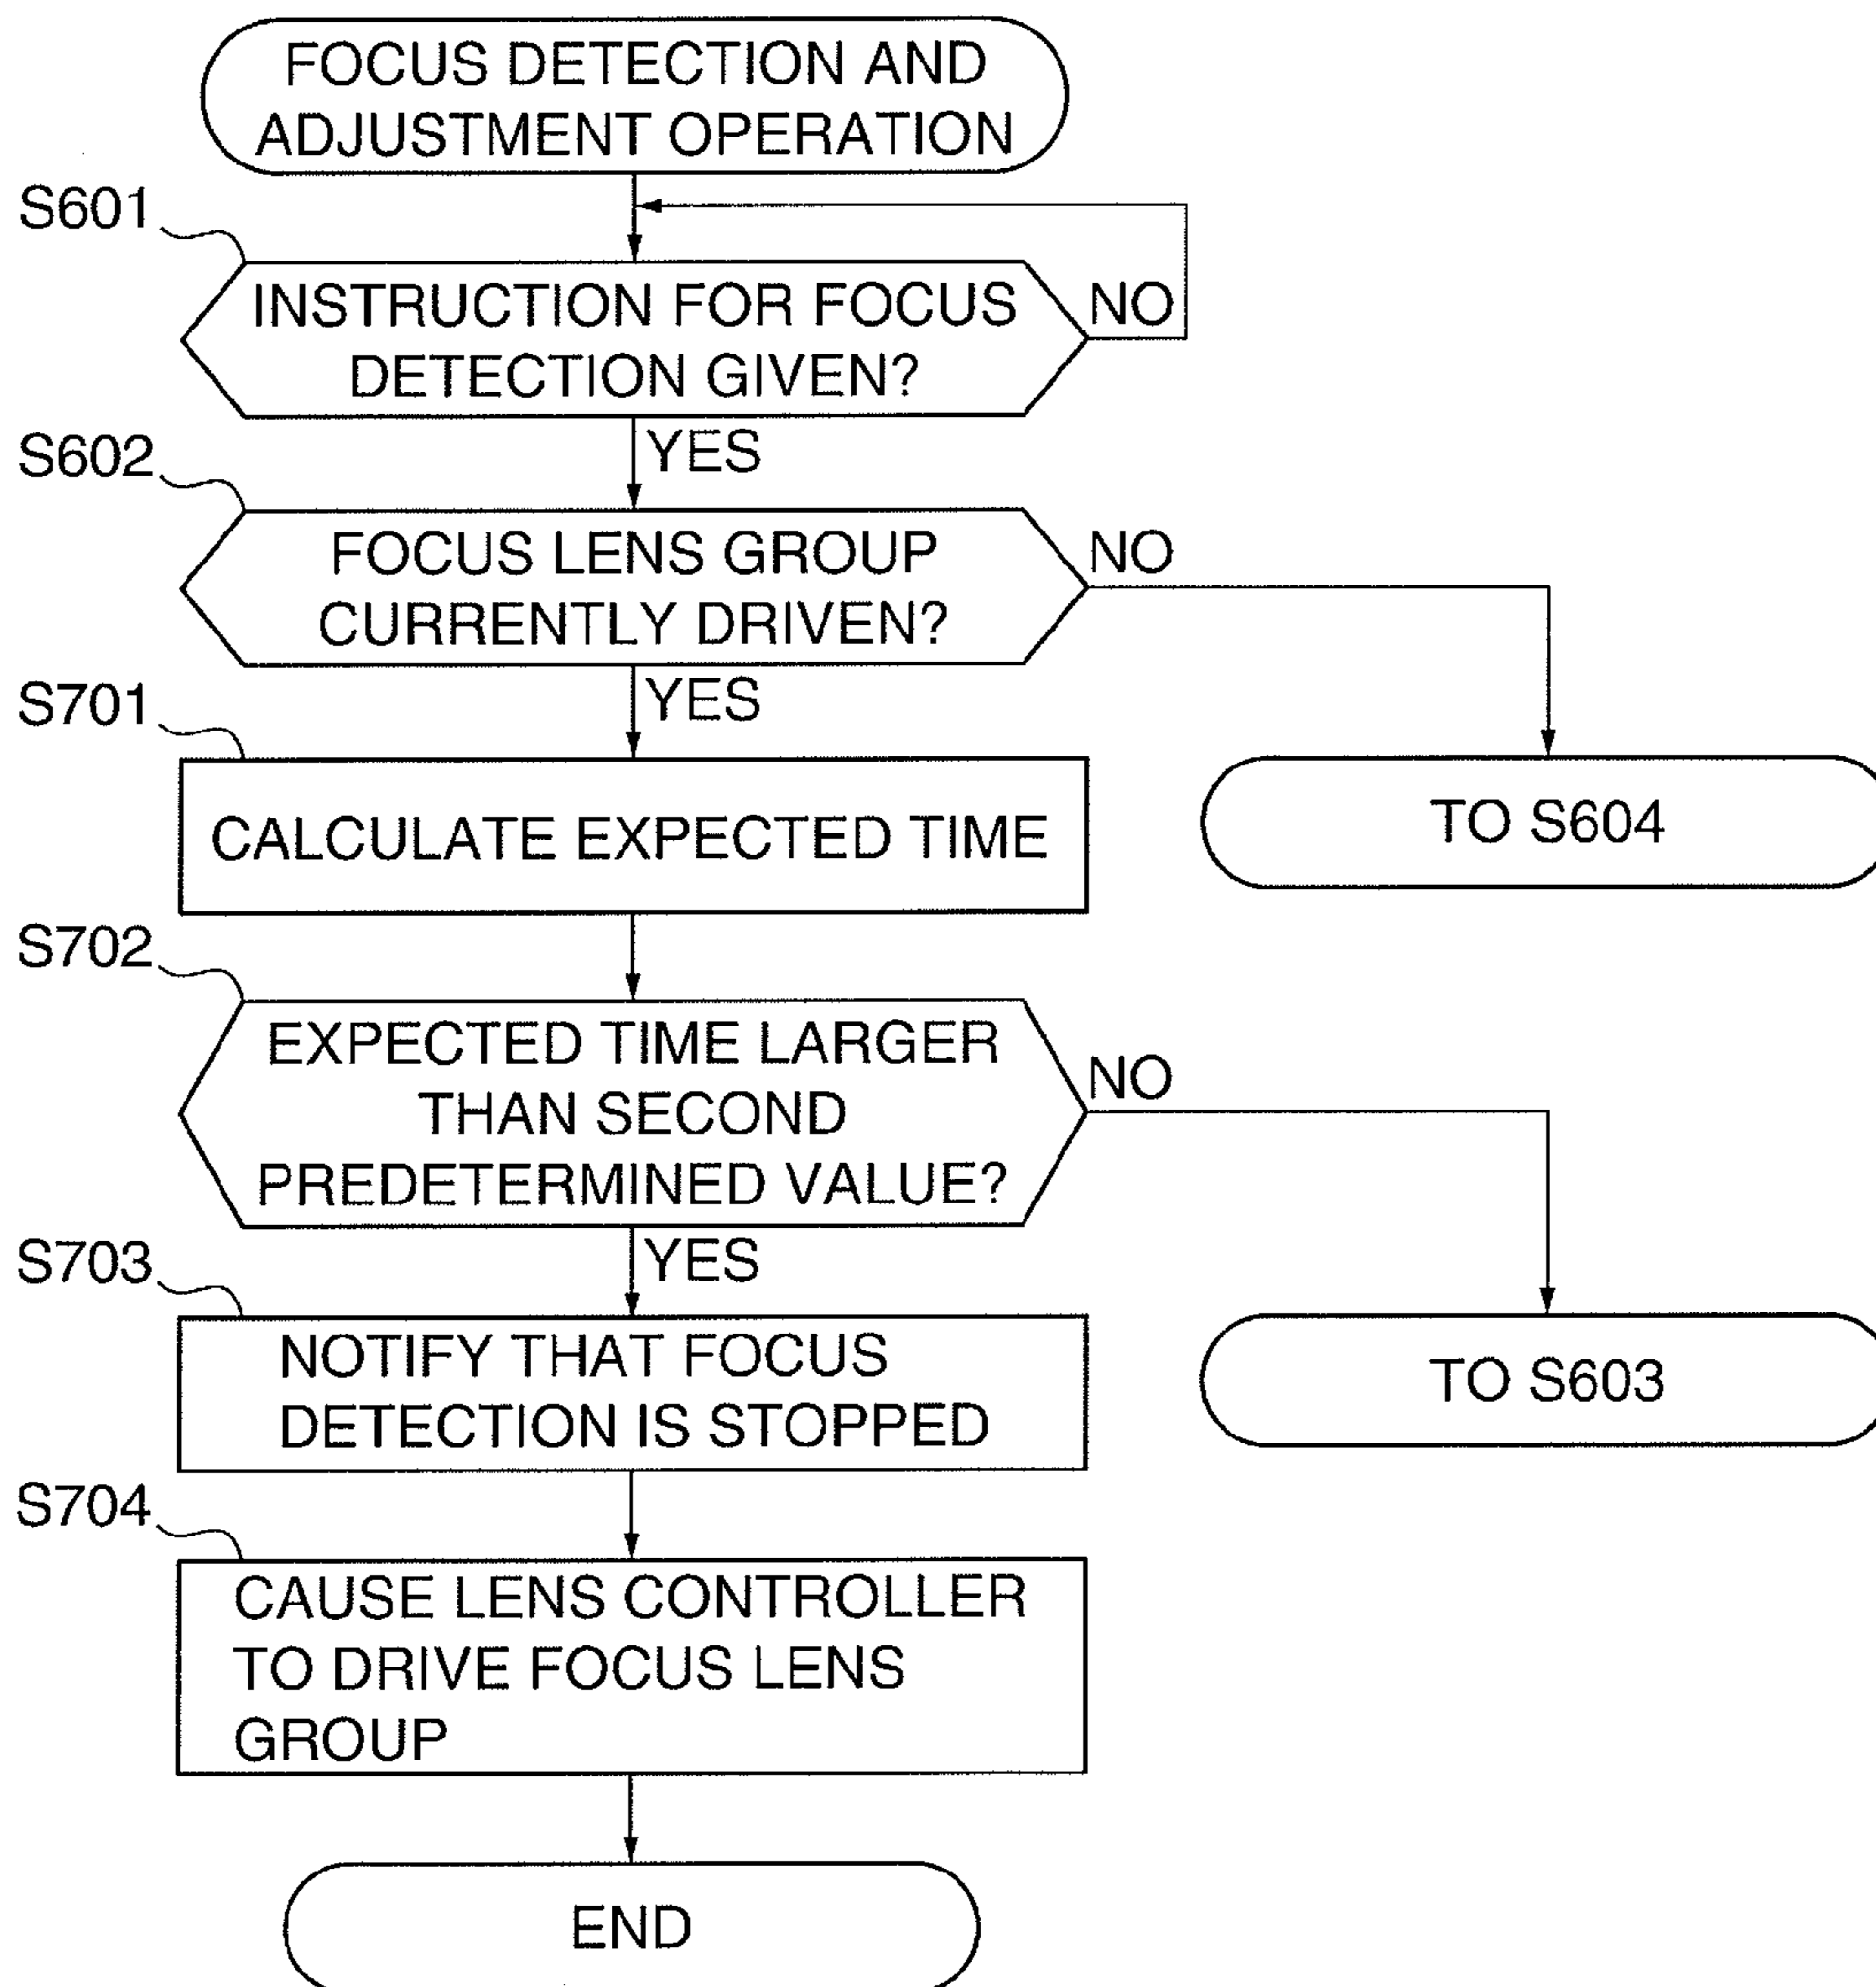 FOCUS DETECTION AND
ADJUSTMENT OPERATION
S601
INSTRUCTION FOR FOCUS
DETECTION GIVEN?
NO
YES
S602
FOCUS LENS GROUP
CURRENTLY DRIVEN?
NO
YES
S701
CALCULATE EXPECTED TIME
TO S604
S702
EXPECTED TIME LARGER
THAN SECOND
PREDETERMINED VALUE?
NO
YES
S703
NOTIFY THAT FOCUS
DETECTION IS STOPPED
TO S603
S704
CAUSE LENS CONTROLLER
TO DRIVE FOCUS LENS
GROUP
END